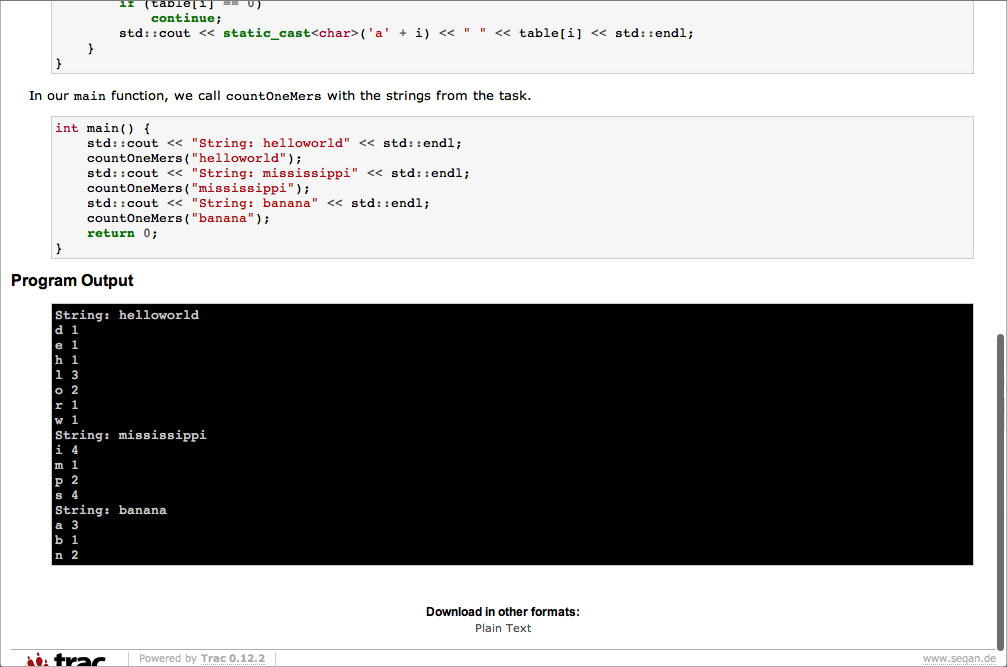 if (table[i] == 0)
continue;
std::cout << static_cast<char>('a' + i) << " " << table[i] << std::endl;
}
}
In our main function, we call countOneMers with the strings from the task.
int main() {
std::cout << "String: helloworld" << std::endl;
countOneMers("helloworld");
std::cout << "String: mississippi" << std::endl;
countOneMers("mississippi");
std::cout << "String: banana" << std::endl;
countOneMers("banana");
return 0;
}
Program Output
String: helloworld
d 1
e 1
h 1
l 3
o 2
r 1
w 1
String: mississippi
i 4
m 1
p 2
s 4
String: banana
a 3
b 1
n 2
Download in other formats:
Plain Text
trac Powered by Trac 0.12.2 www.seqan.de